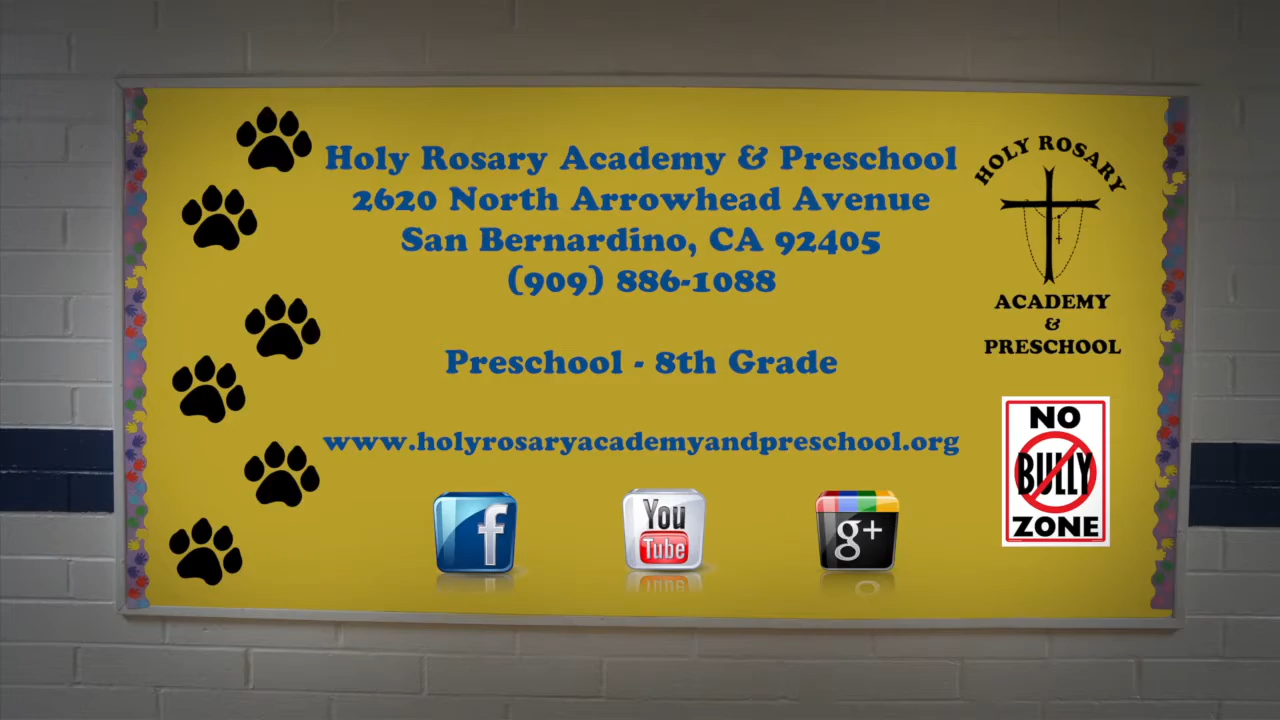 Holy Rosary Academy & Preschool
2620 North Arrowhead Avenue
San Bernardino, CA 92405
(909) 886-1088
Preschool - 8th Grade
www.holyrosaryacademyandpreschool.org
f
You
Tube
g+
HOLY ROSARY
ACADEMY
&
PRESCHOOL
NO
BULLY
ZONE